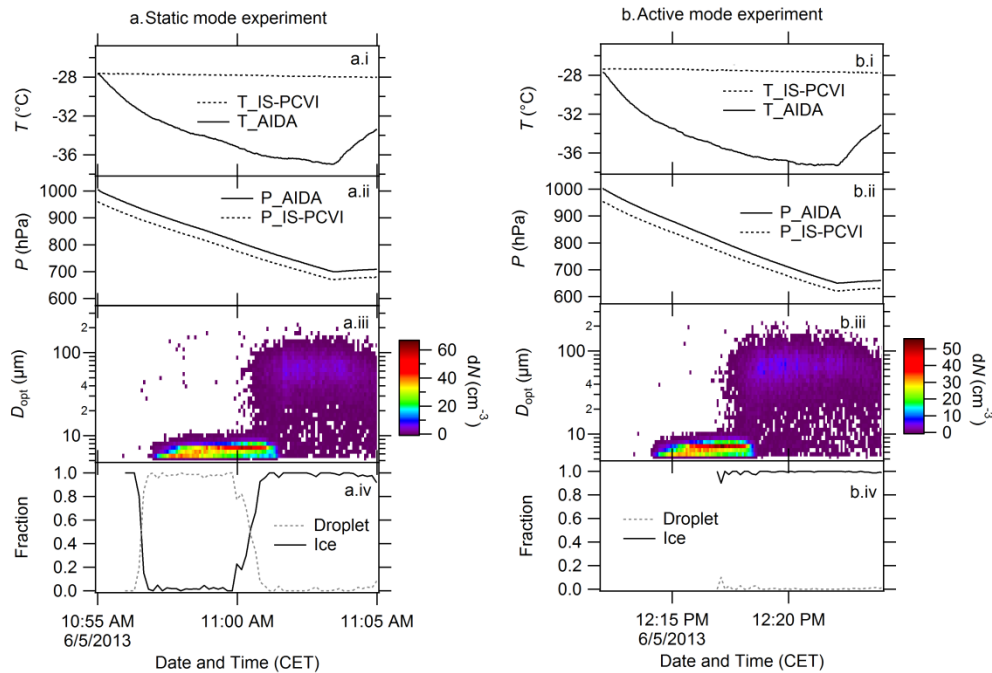 a. Static mode experiment
a.i
-28
-32
-36
T (°C)
T_IS-PCVI
T_AIDA
a.ii
1000
900
800
700
600
P (hPa)
P_AIDA
P_IS-PCVI
a.iii
2
100
4
2
10
Dopt (µm)
60
40
20
0
dN (cm-3)
a.iv
1.0
0.8
0.6
0.4
0.2
0.0
Fraction
Droplet
Ice
10:55 AM
6/5/2013
11:00 AM
11:05 AM
Date and Time (CET)
b. Active mode experiment
b.i
-28
-32
-36
T (°C)
T_IS-PCVI
T_AIDA
b.ii
1000
900
800
700
600
P (hPa)
P_AIDA
P_IS-PCVI
b.iii
2
100
4
2
10
Dopt (µm)
50
40
30
20
10
0
dN (cm-3)
b.iv
1.0
0.8
0.6
0.4
0.2
0.0
Fraction
Droplet
Ice
12:15 PM
6/5/2013
12:20 PM
Date and Time (CET)